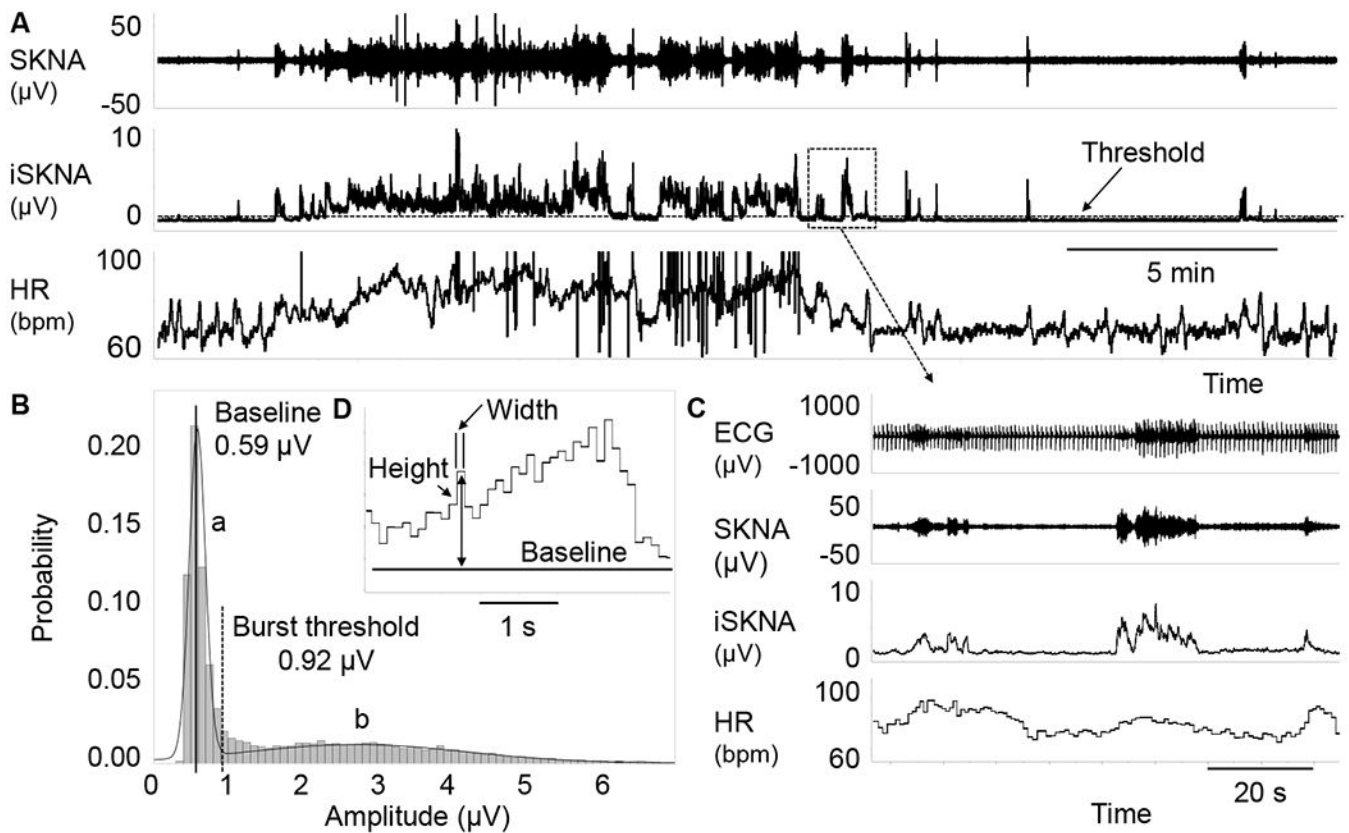 A
50
SKNA
(µV)
-50
10
iSKNA
(µV)
0
Threshold
5 min
100
HR
(bpm)
60
Time
B
Baseline
0.59 µV
a
Burst threshold
0.92 µV
b
Probability
0.20
0.15
0.10
0.05
0.00
0 1 2 3 4 5 6
Amplitude (µV)
D
Width
Height
Baseline
1 s
C
1000
ECG
(µV)
-1000
50
SKNA
(µV)
-50
10
iSKNA
(µV)
0
100
HR
(bpm)
60
20 s
Time